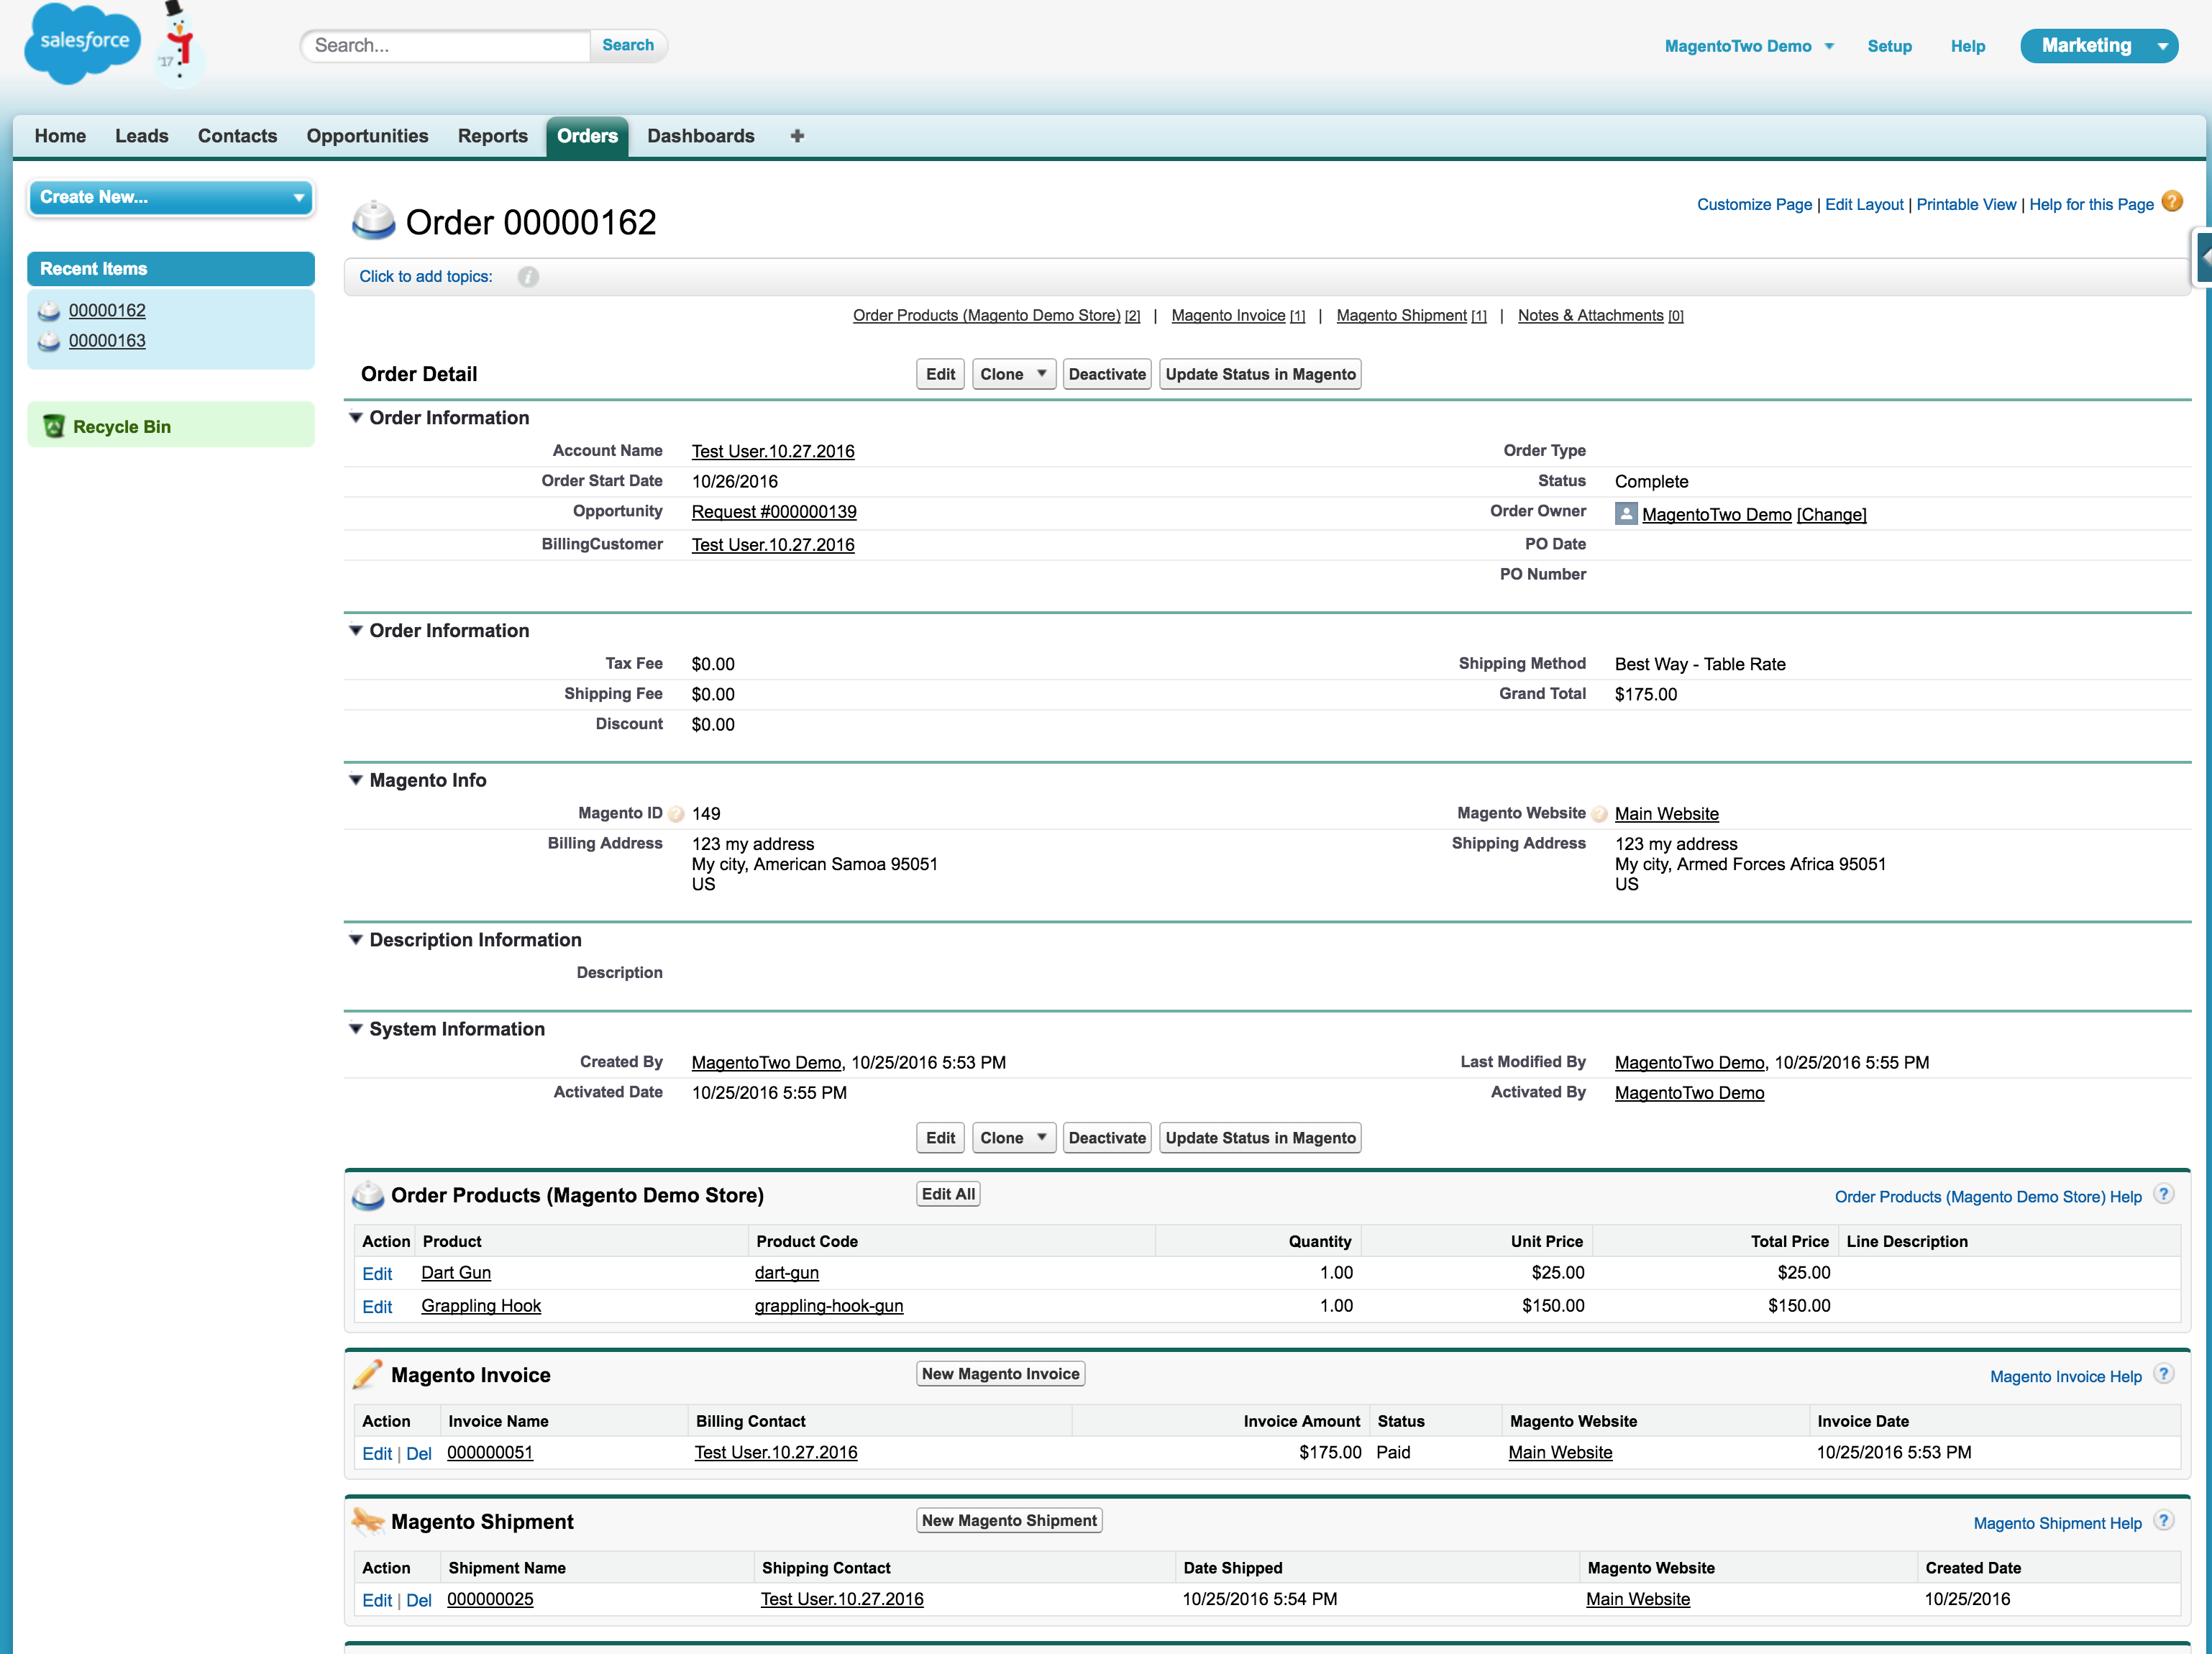 salesforce
'17
Search...
Search
MagentoTwo Demo
Setup
Help
Marketing
Home
Leads
Contacts
Opportunities
Reports
Orders
Dashboards
+
Create New...
Recent Items
00000162
00000163
Recycle Bin
Order 00000162
Customize Page | Edit Layout | Printable View | Help for this Page ?
Click to add topics: i
Order Products (Magento Demo Store) [2] | Magento Invoice [1] | Magento Shipment [1] | Notes & Attachments [0]
Order Detail
Edit Clone Deactivate Update Status in Magento
Order Information
Account Name Test User.10.27.2016 Order Type
Order Start Date 10/26/2016 Status Complete
Opportunity Request #000000139 Order Owner MagentoTwo Demo [Change]
BillingCustomer Test User.10.27.2016 PO Date
PO Number
Order Information
Tax Fee $0.00 Shipping Method Best Way - Table Rate
Shipping Fee $0.00 Grand Total $175.00
Discount $0.00
Magento Info
Magento ID ? 149 Magento Website ? Main Website
Billing Address 123 my address Shipping Address 123 my address
My city, American Samoa 95051 My city, Armed Forces Africa 95051
US US
Description Information
Description
System Information
Created By MagentoTwo Demo, 10/25/2016 5:53 PM Last Modified By MagentoTwo Demo, 10/25/2016 5:55 PM
Activated Date 10/25/2016 5:55 PM Activated By MagentoTwo Demo
Edit Clone Deactivate Update Status in Magento
Order Products (Magento Demo Store) Edit All Order Products (Magento Demo Store) Help ?
Action Product Product Code Quantity Unit Price Total Price Line Description
Edit Dart Gun dart-gun 1.00 $25.00 $25.00
Edit Grappling Hook grappling-hook-gun 1.00 $150.00 $150.00
Magento Invoice New Magento Invoice Magento Invoice Help ?
Action Invoice Name Billing Contact Invoice Amount Status Magento Website Invoice Date
Edit | Del 000000051 Test User.10.27.2016 $175.00 Paid Main Website 10/25/2016 5:53 PM
Magento Shipment New Magento Shipment Magento Shipment Help ?
Action Shipment Name Shipping Contact Date Shipped Magento Website Created Date
Edit | Del 000000025 Test User.10.27.2016 10/25/2016 5:54 PM Main Website 10/25/2016